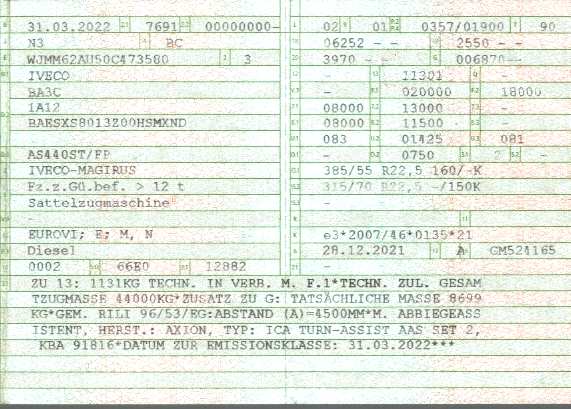 31.03.2022 7691 00000000-
N3 BC
WJMM62AU50C473580 3
IVECO
BA3C
1A12
BAESXS8013Z00HSMXND
AS440ST/FP
IVECO-MAGIRUS
Fz.z.Gü.bef. > 12 t
Sattelzugmaschine
-
EUROVI; E; M, N
Diesel
0002 66E0 12882
02 01 0357/01900 90
06252 - - 2550 - -
3970 - - 006870--
- 11301 -
- 020000 18000
08000 13000 -
08000 11500 -
083 01425 081
- 0750 2 -
385/55 R22,5 160/-K
315/70 R22,5 -/150K
-
-
e3*2007/46*0135*21
28.12.2021 A GM524165
ZU 13: 1131KG TECHN. IN VERB. M. F.1*TECHN. ZUL. GESAM
TZUGMASSE 44000KG*ZUSATZ ZU G: TATSÄCHLICHE MASSE 8699
KG*GEM. RILI 96/53/EG:ABSTAND (A)=4500MM*M. ABBIEGEASS
ISTENT, HERST.: AXION, TYP: ICA TURN-ASSIST AAS SET 2,
KBA 91816*DATUM ZUR EMISSIONSKLASSE: 31.03.2022***